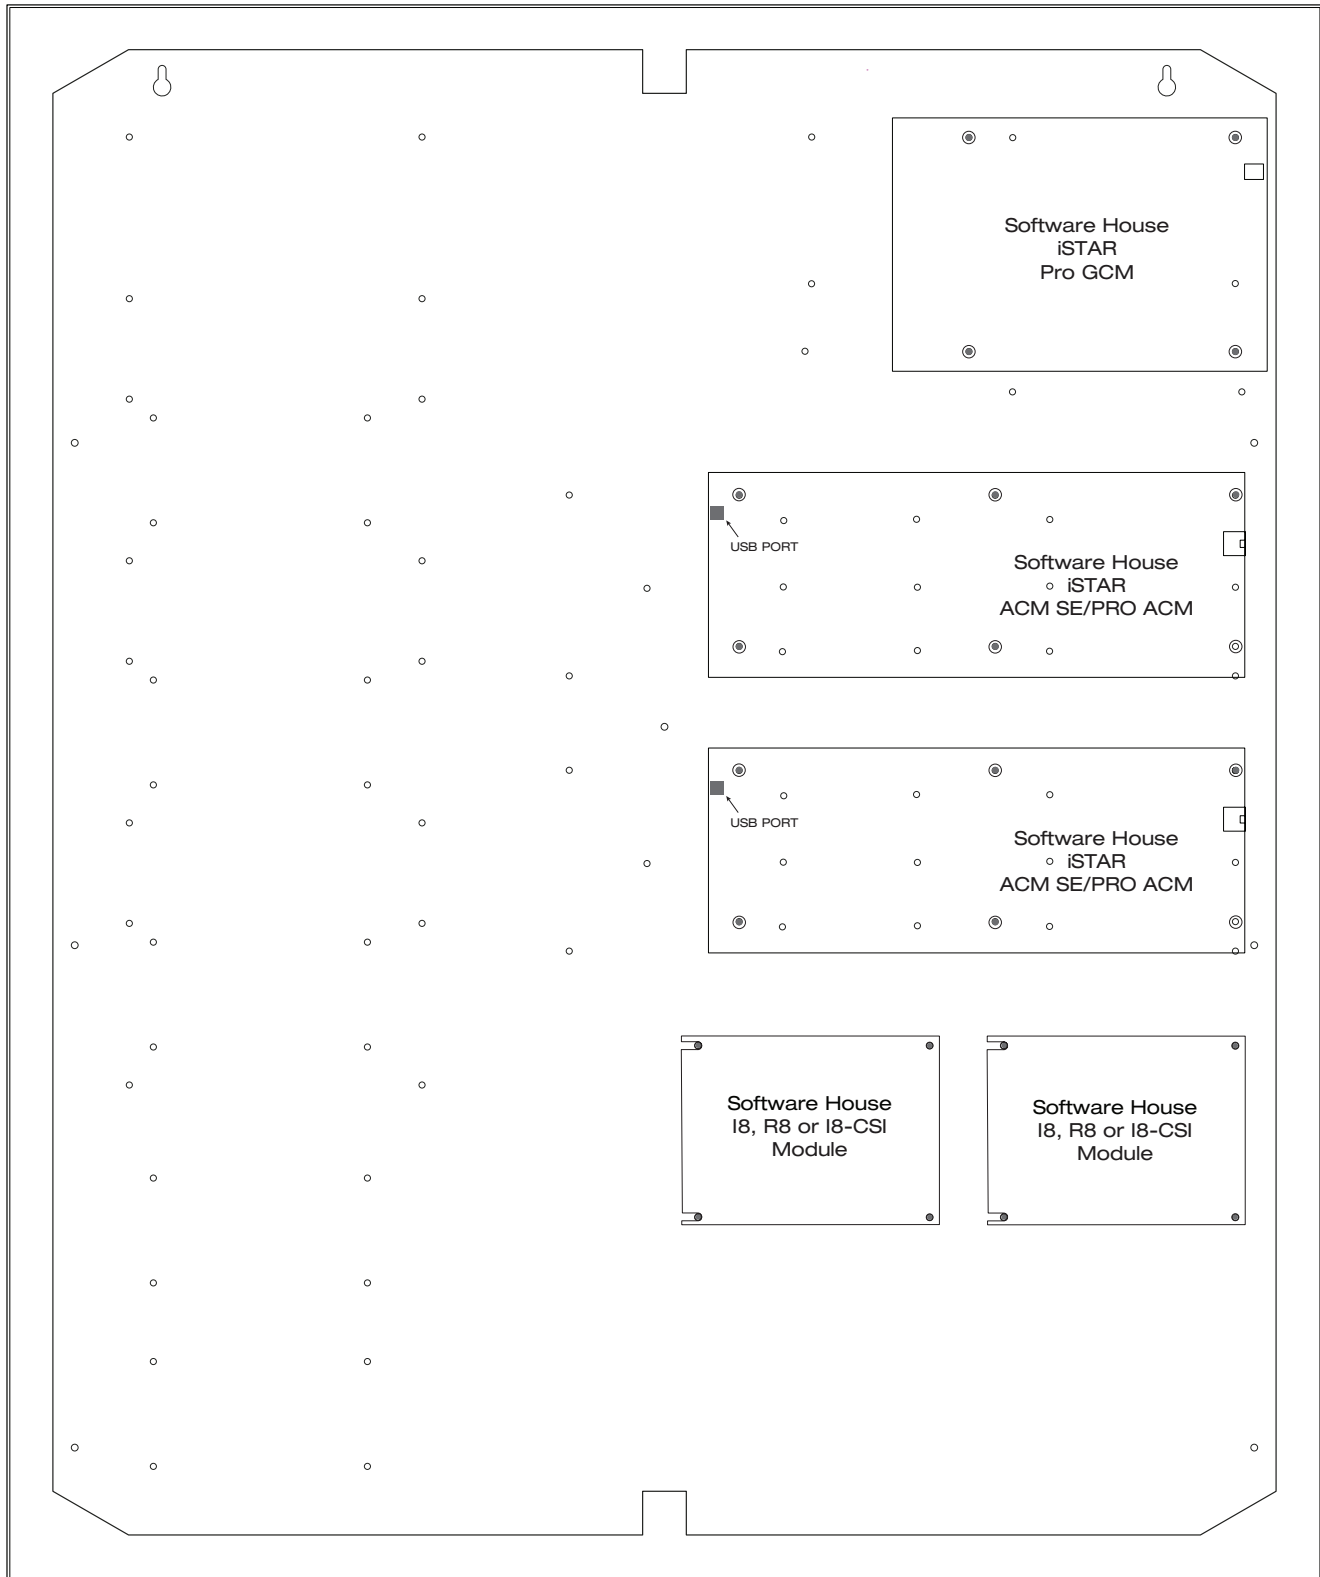 Software House
iSTAR
Pro GCM
USB PORT
Software House
iSTAR
ACM SE/PRO ACM
USB PORT
Software House
iSTAR
ACM SE/PRO ACM
Software House
I8, R8 or I8-CSI
Module
Software House
I8, R8 or I8-CSI
Module